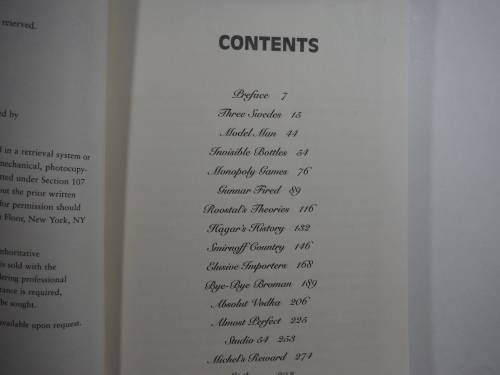 reserved.
ed by
d in a retrieval system or
mechanical, photocopy-
tted under Section 107
out the prior written
for permission should
Floor, New York, NY
uthoritative
is sold with the
dering professional
tance is required,
be sought.
available upon request.
CONTENTS
Preface 7
Three Swedes 15
Model Man 44
Invisible Bottles 54
Monopoly Games 76
Gunnar Fired 89
Roostal's Theories 116
Hagar's History 132
Smirnoff Country 146
Elusive Importers 168
Bye-Bye Broman 189
Absolut Vodka 206
Almost Perfect 225
Studio 54 253
Michel's Reward 274